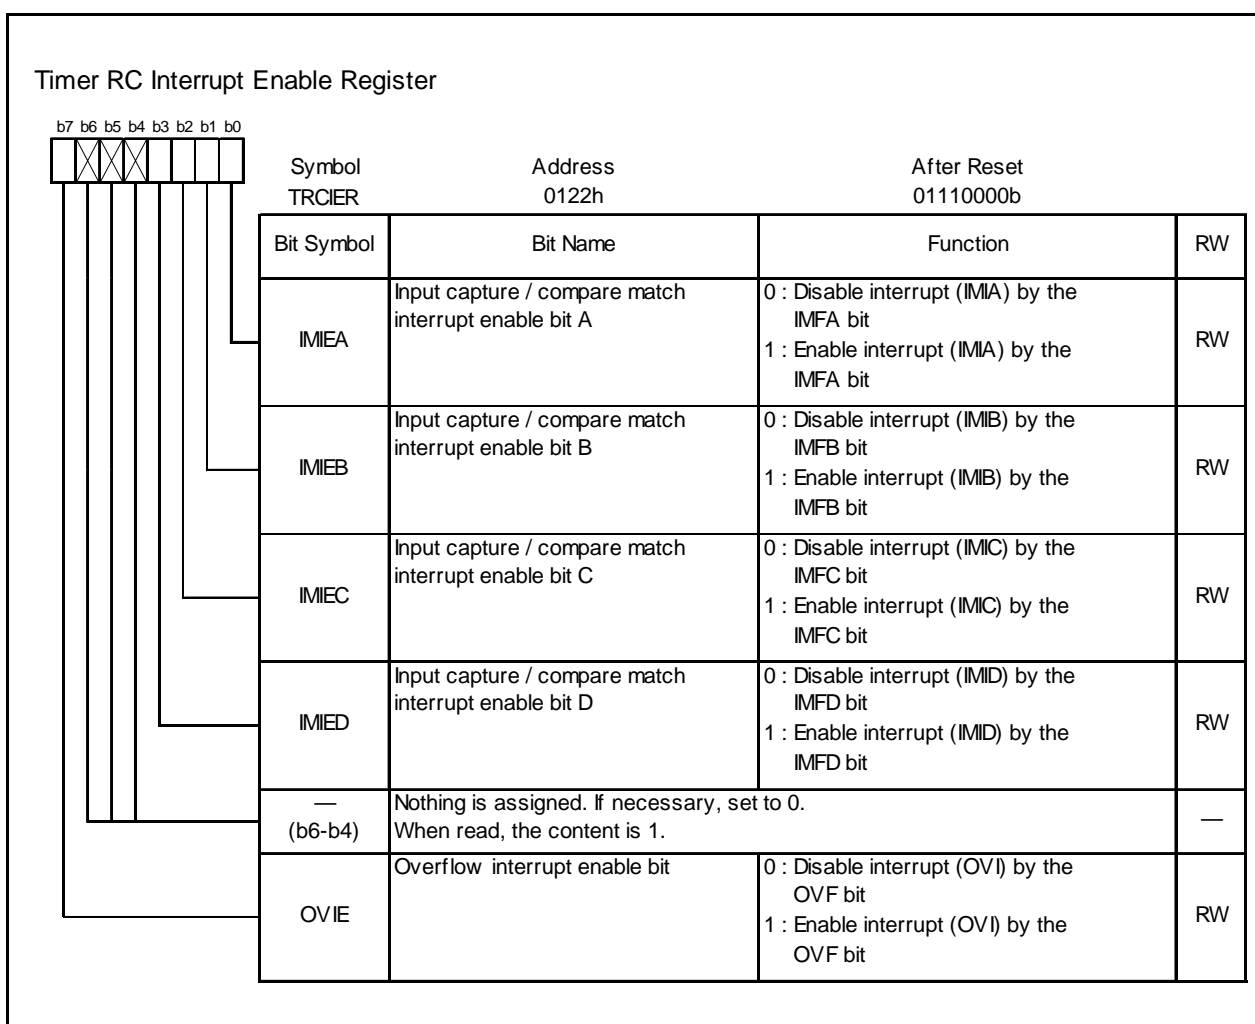 Timer RC Interrupt Enable Register
b7 b6 b5 b4 b3 b2 b1 b0
Symbol Address After Reset
TRCIER 0122h 01110000b
Bit Symbol Bit Name Function RW
IMIEA
Input capture / compare match
interrupt enable bit A
0 : Disable interrupt (IMIA) by the
IMFA bit
1 : Enable interrupt (IMIA) by the
IMFA bit
RW
IMIEB
Input capture / compare match
interrupt enable bit B
0 : Disable interrupt (IMIB) by the
IMFB bit
1 : Enable interrupt (IMIB) by the
IMFB bit
RW
IMIEC
Input capture / compare match
interrupt enable bit C
0 : Disable interrupt (IMIC) by the
IMFC bit
1 : Enable interrupt (IMIC) by the
IMFC bit
RW
IMIED
Input capture / compare match
interrupt enable bit D
0 : Disable interrupt (IMID) by the
IMFD bit
1 : Enable interrupt (IMID) by the
IMFD bit
RW
—
(b6-b4)
Nothing is assigned. If necessary, set to 0.
When read, the content is 1.
—
OVIE
Overflow interrupt enable bit
0 : Disable interrupt (OVI) by the
OVF bit
1 : Enable interrupt (OVI) by the
OVF bit
RW